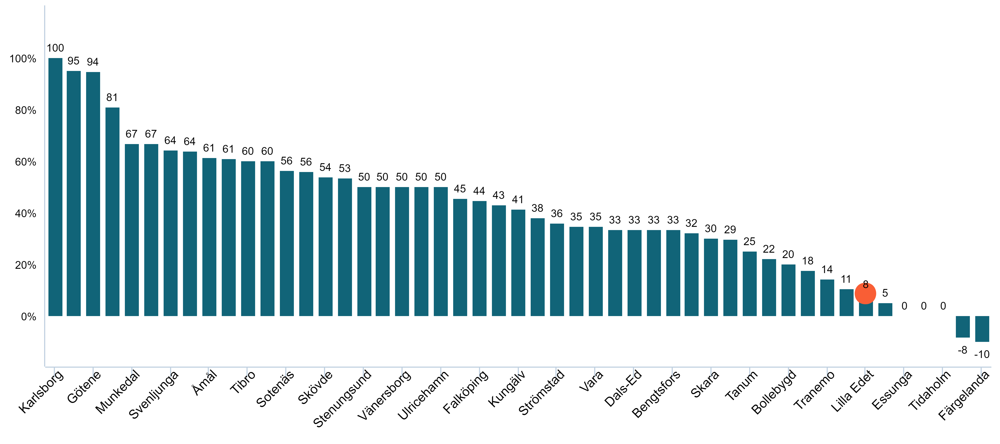 100%
80%
60%
40%
20%
0%
100 95 94 81 67 67 64 64 61 61 60 60 56 56 54 53 50 50 50 50 50 45 44 43 41 38 36 35 35 33 33 33 33 32 30 29 25 22 20 18 14 11 8 5 0 0 0 -8 -10
Karlsborg
Götene
Munkedal
Svenljunga
Åmål
Tibro
Sotenäs
Skövde
Stenungsund
Vänersborg
Ulricehamn
Falköping
Kungälv
Strömstad
Vara
Dals-Ed
Bengtsfors
Skara
Tanum
Bollebygd
Tranemo
Lilla Edet
Essunga
Tidaholm
Färgelanda